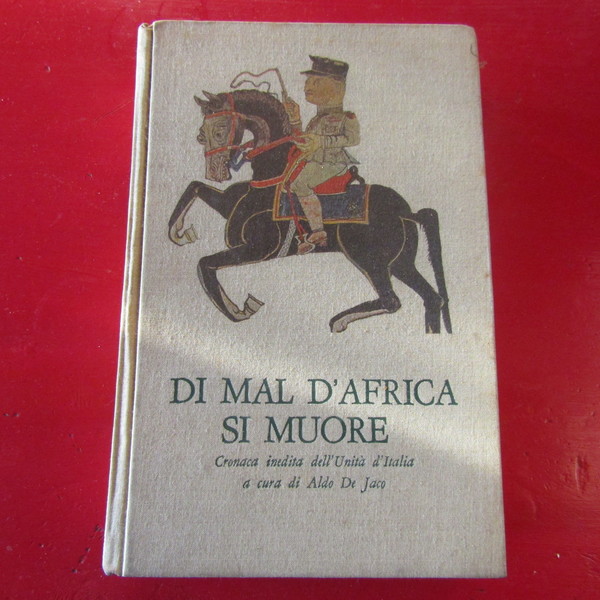 DI MAL D'AFRICA
SI MUORE
Cronaca inedita dell'Unità d'Italia
a cura di Aldo De Jaco